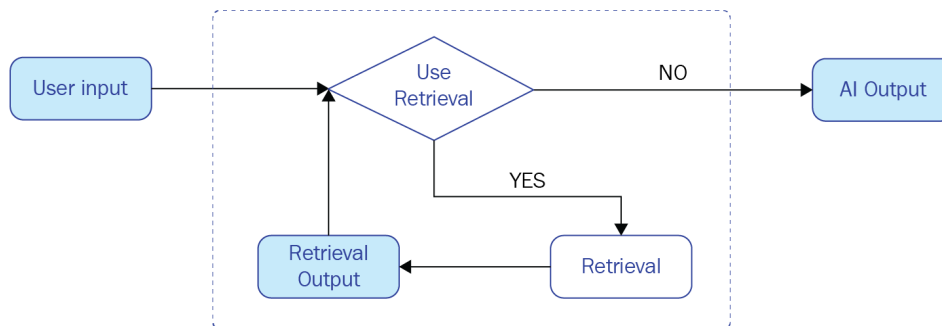 User input
Use
Retrieval
NO
AI Output
YES
Retrieval
Output
Retrieval